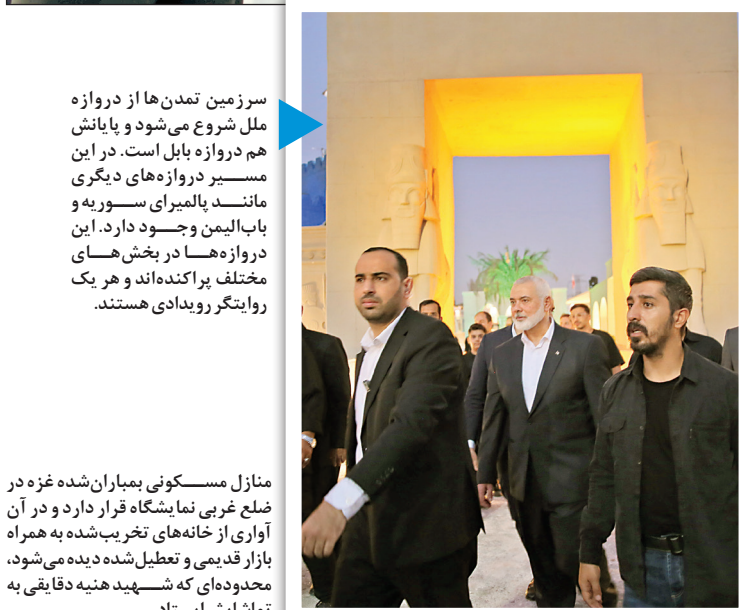 سرزمین تمدن‌ها از دروازه
ملل شروع می‌شود و پایانش
هم دروازه بابل است. در این
مسیر دروازه‌های دیگری
مانند پالمیرای سوریه و
باب‌الیمن وجود دارد. این
دروازه‌ها در بخش‌های
مختلف پراکنده‌اند و هر یک
روایتگر رویدادی هستند.
منازل مسکونی بمباران‌شده غزه در
ضلع غربی نمایشگاه قرار دارد و در آن
آواری از خانه‌های تخریب‌شده به همراه
بازار قدیمی و تعطیل‌شده دیده می‌شود،
محدوده‌ای که شهید هنیه دقایقی به